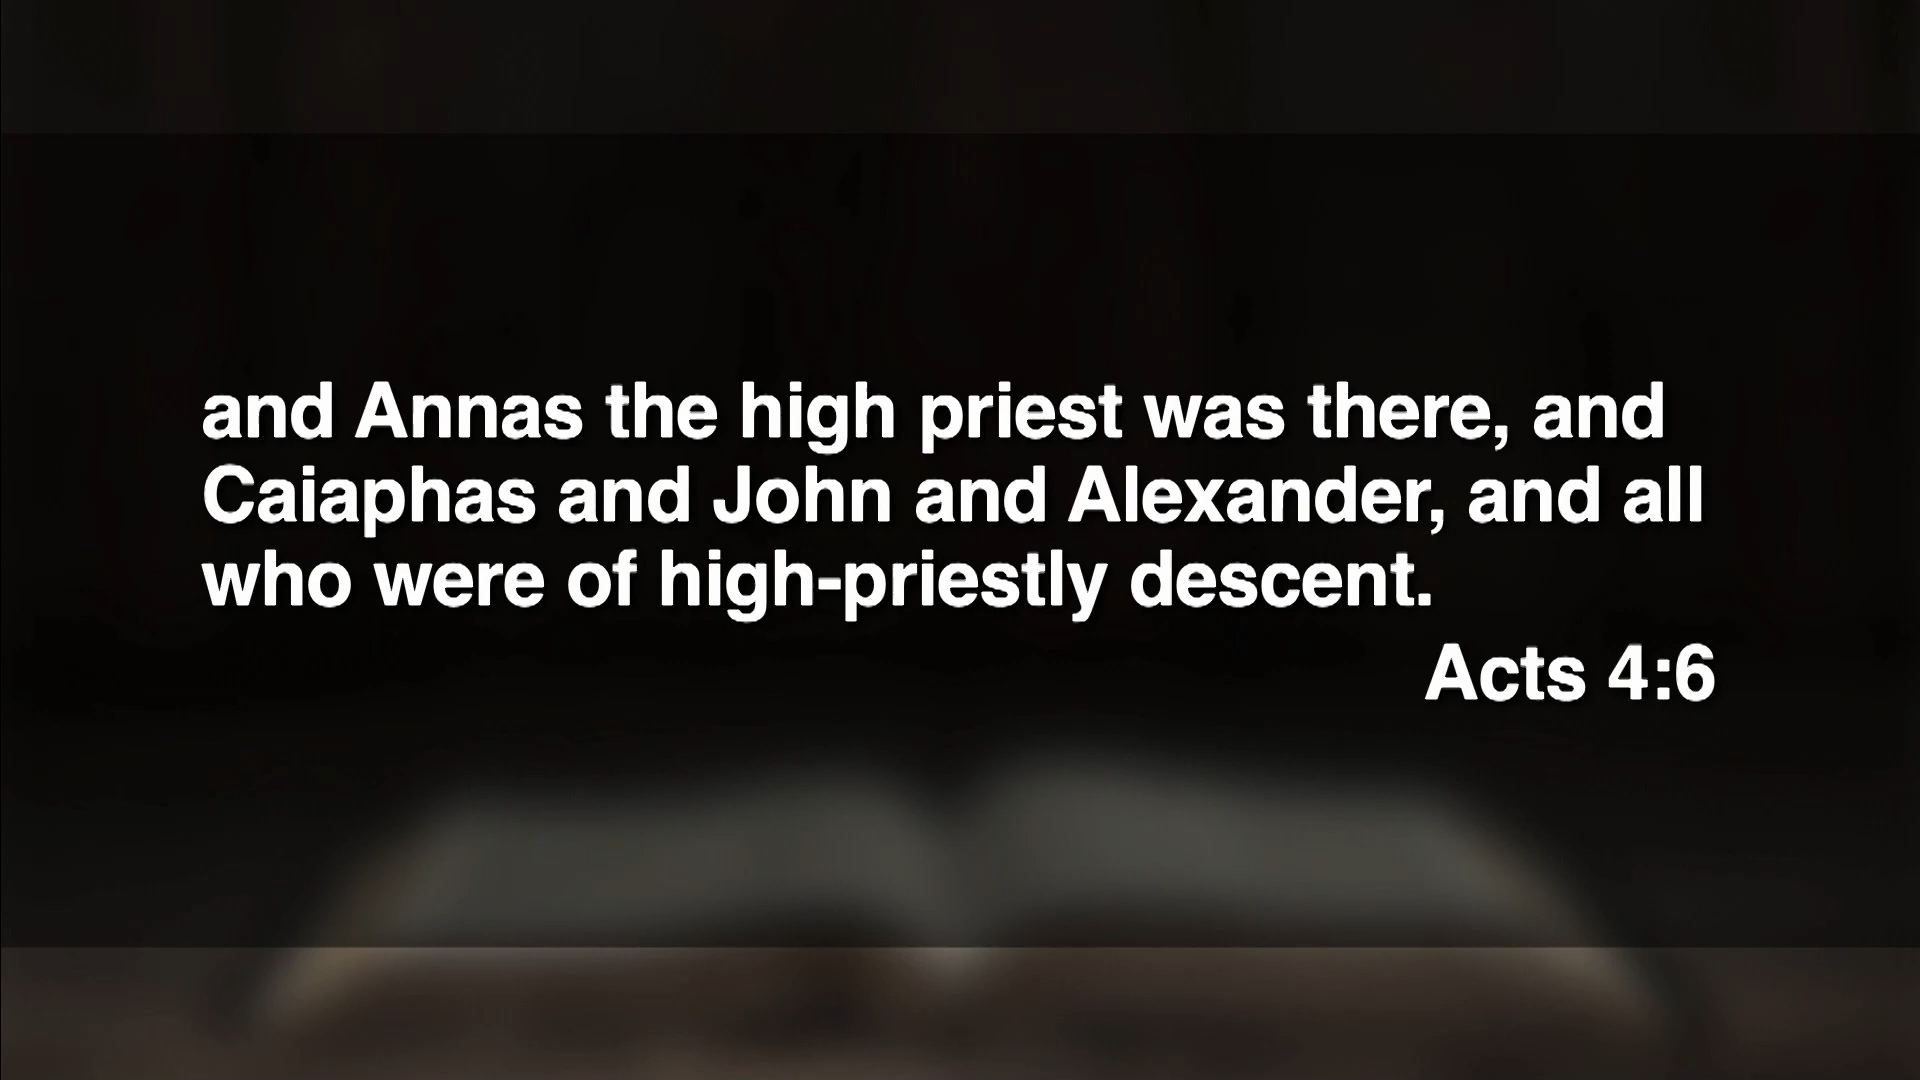 and Annas the high priest was there, and
Caiaphas and John and Alexander, and all
who were of high-priestly descent.
Acts 4:6